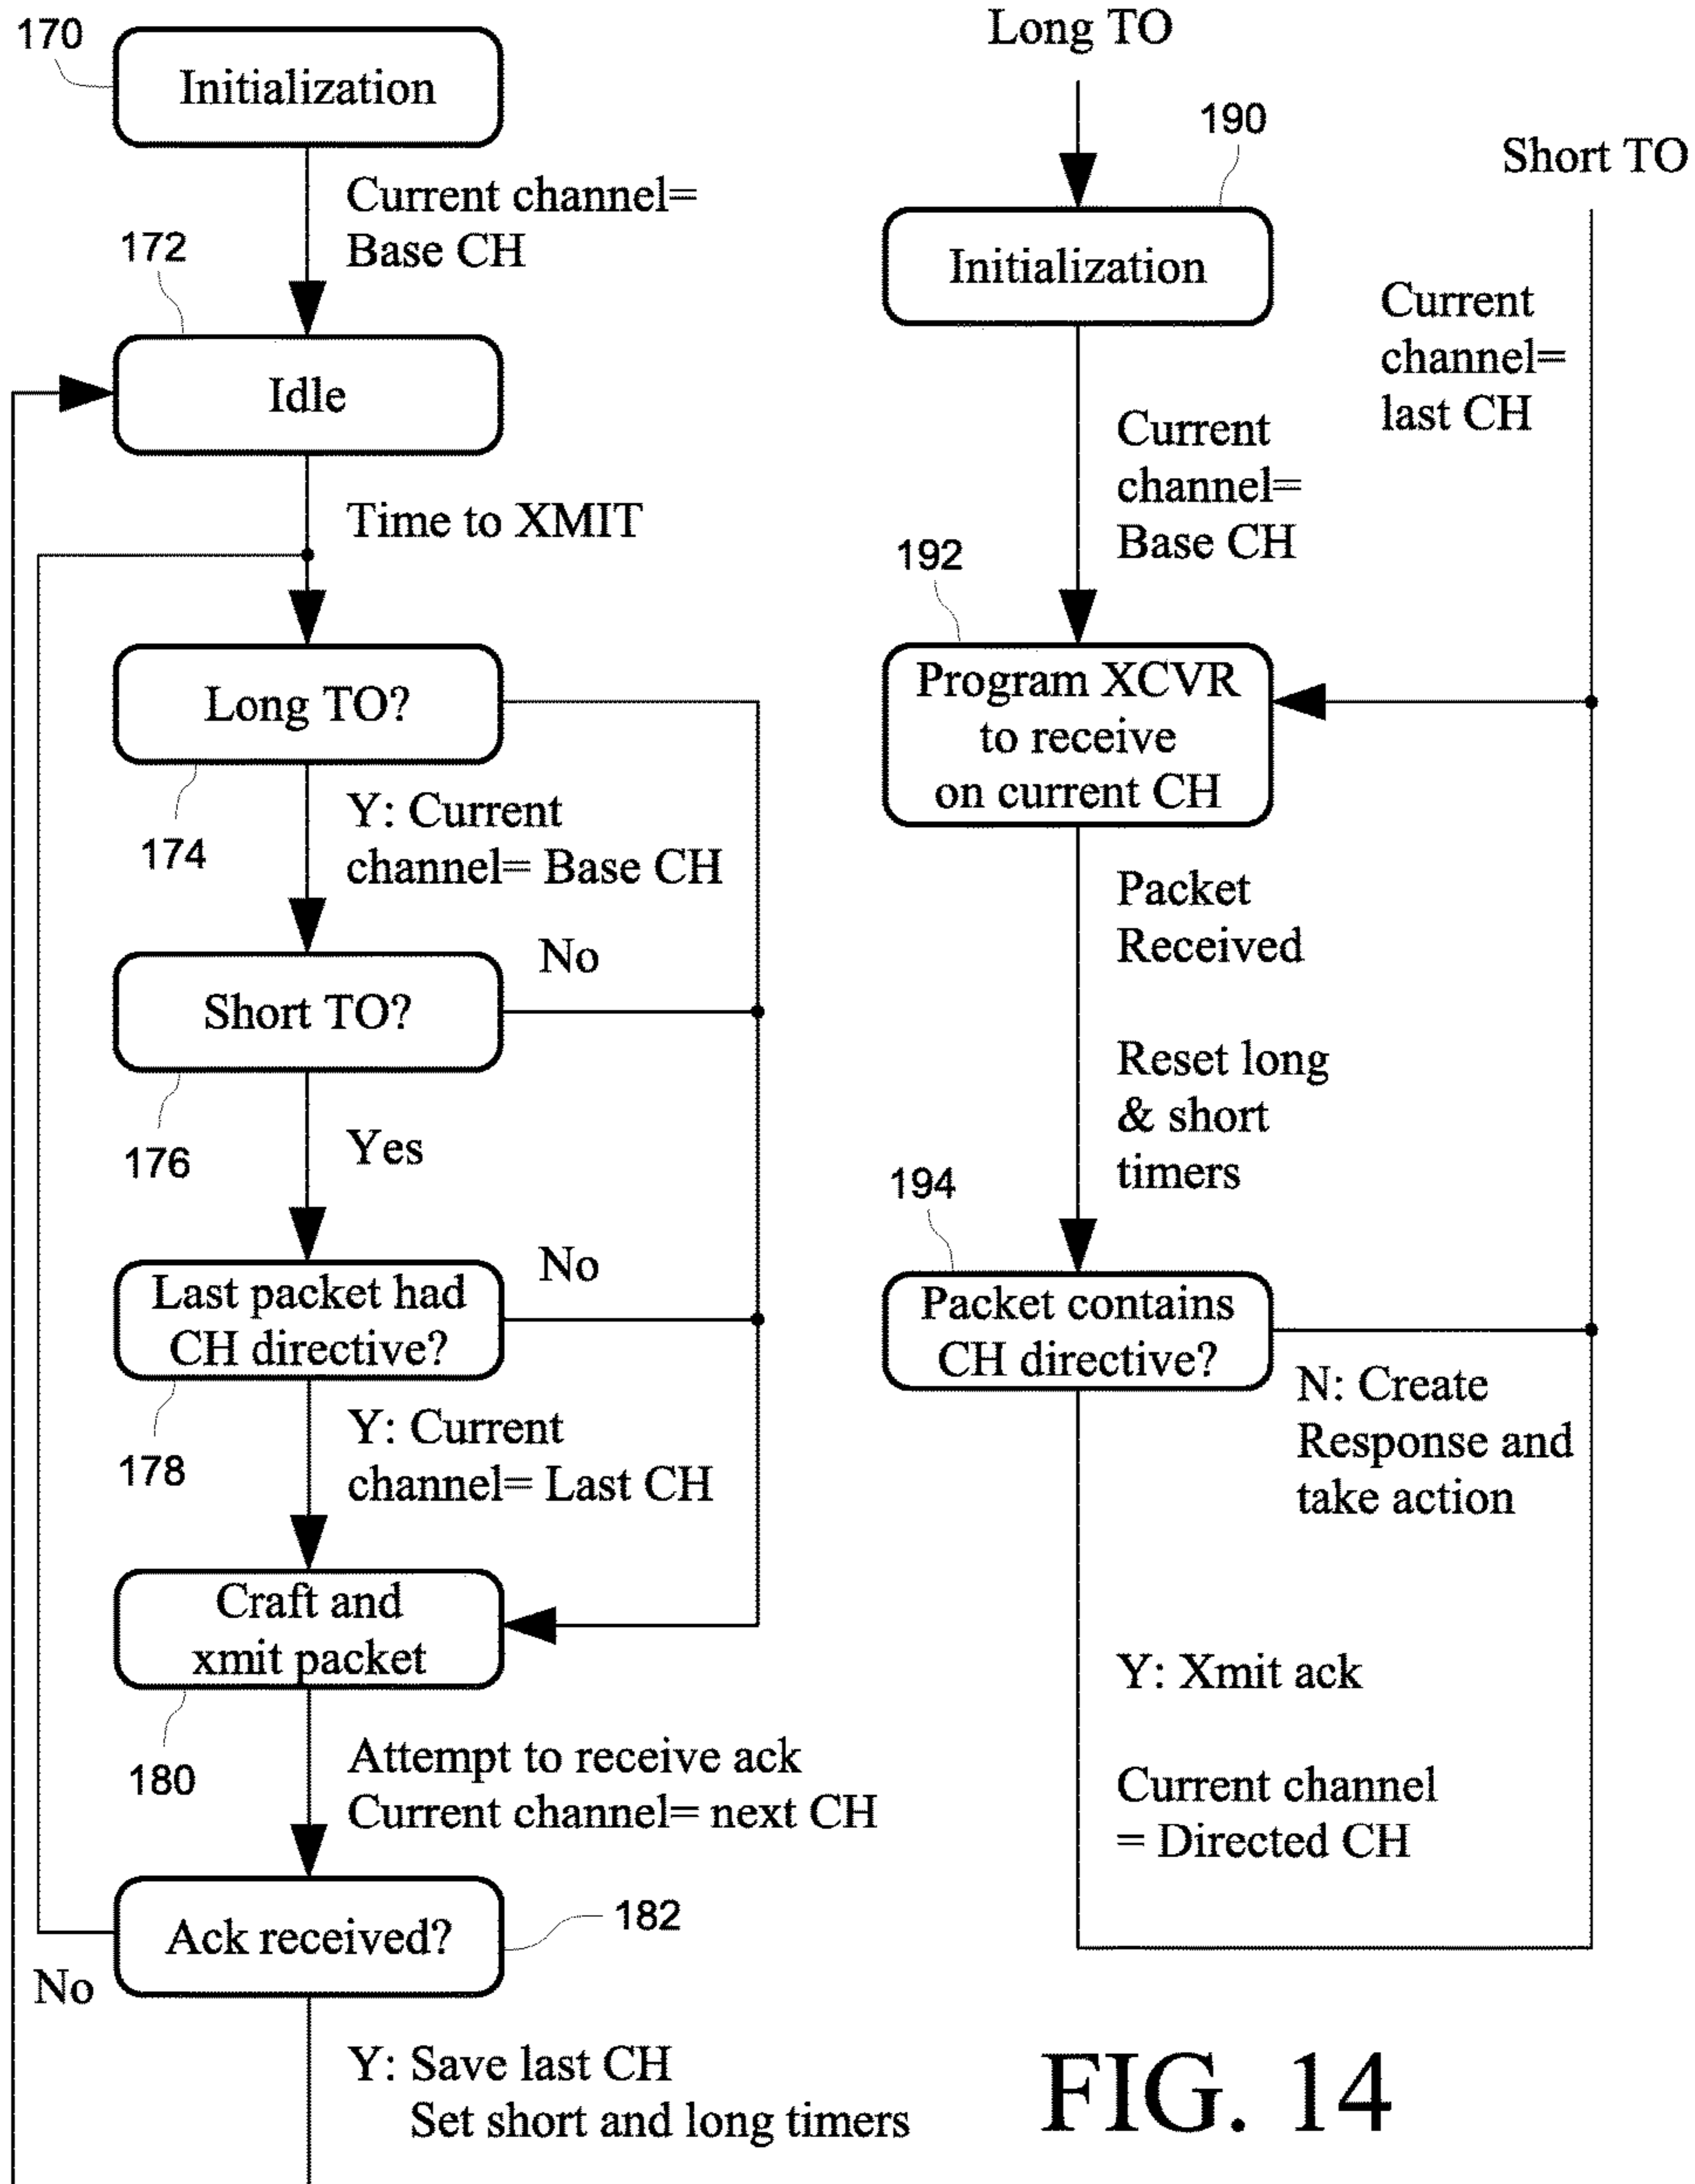 170
Initialization
Current channel=
Base CH
172
Idle
Time to XMIT
Long TO?
174
Y: Current
channel= Base CH
Short TO?
No
176
Yes
Last packet had
CH directive?
No
178
Y: Current
channel= Last CH
Craft and
xmit packet
180
Attempt to receive ack
Current channel= next CH
Ack received?
182
No
Y: Save last CH
Set short and long timers
Long TO
190
Initialization
Short TO
Current
channel=
last CH
Current
channel=
Base CH
192
Program XCVR
to receive
on current CH
Packet
Received
Reset long
& short
timers
194
Packet contains
CH directive?
N: Create
Response and
take action
Y: Xmit ack
Current channel
= Directed CH
FIG. 14